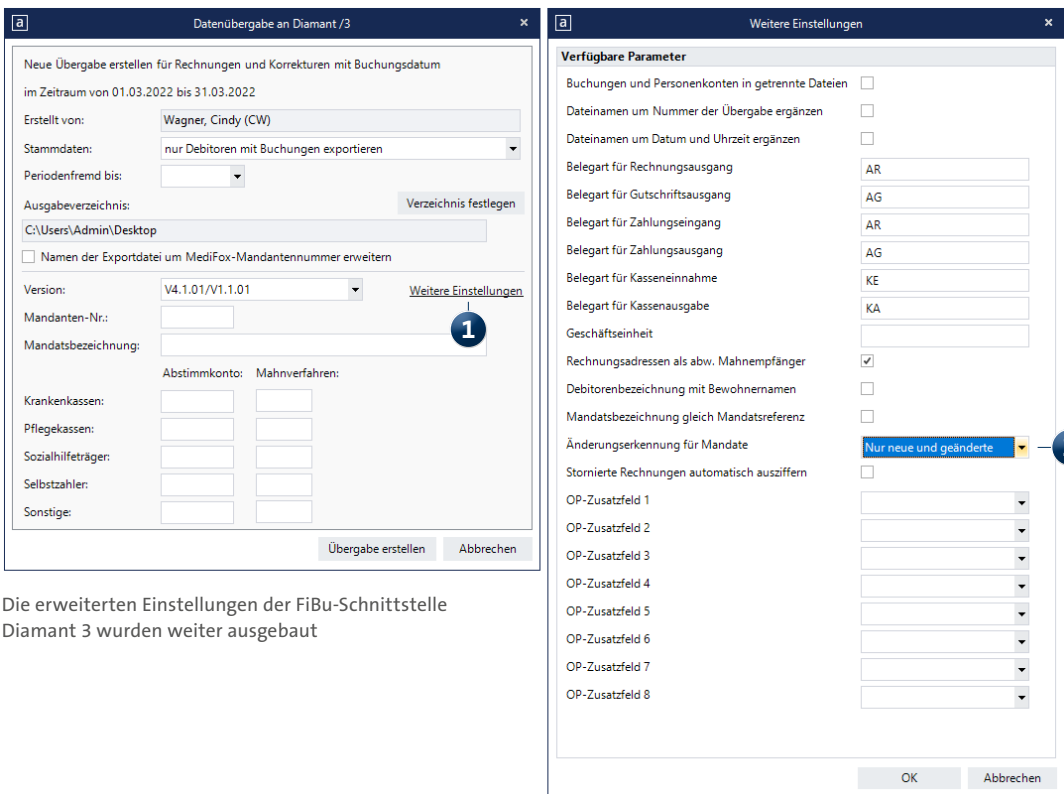 a Datenübergabe an Diamant /3
Neue Übergabe erstellen für Rechnungen und Korrekturen mit Buchungsdatum
im Zeitraum von 01.03.2022 bis 31.03.2022
Erstellt von: Wagner, Cindy (CW)
Stammdaten: nur Debitoren mit Buchungen exportieren
Periodenfremd bis:
Ausgabeverzeichnis: Verzeichnis festlegen
C:\Users\Admin\Desktop
Namen der Exportdatei um MediFox-Mandantennummer erweitern
Version: V4.1.01/V1.1.01 Weitere Einstellungen
1
Mandanten-Nr.:
Mandatsbezeichnung:
Abstimmkonto: Mahnverfahren:
Krankenkassen:
Pflegekassen:
Sozialhilfeträger:
Selbstzahler:
Sonstige:
Übergabe erstellen Abbrechen
Die erweiterten Einstellungen der FiBu-Schnittstelle
Diamant 3 wurden weiter ausgebaut
a Weitere Einstellungen
Verfügbare Parameter
Buchungen und Personenkonten in getrennte Dateien
Dateinamen um Nummer der Übergabe ergänzen
Dateinamen um Datum und Uhrzeit ergänzen
Belegart für Rechnungsausgang AR
Belegart für Gutschriftsausgang AG
Belegart für Zahlungseingang AR
Belegart für Zahlungsausgang AG
Belegart für Kasseneinnahme KE
Belegart für Kassenausgabe KA
Geschäftseinheit
Rechnungsadressen als abw. Mahnempfänger
Debitorenbezeichnung mit Bewohnernamen
Mandatsbezeichnung gleich Mandatsreferenz
Änderungserkennung für Mandate Nur neue und geänderte
Stornierte Rechnungen automatisch ausziffern
OP-Zusatzfeld 1
OP-Zusatzfeld 2
OP-Zusatzfeld 3
OP-Zusatzfeld 4
OP-Zusatzfeld 5
OP-Zusatzfeld 6
OP-Zusatzfeld 7
OP-Zusatzfeld 8
OK Abbrechen